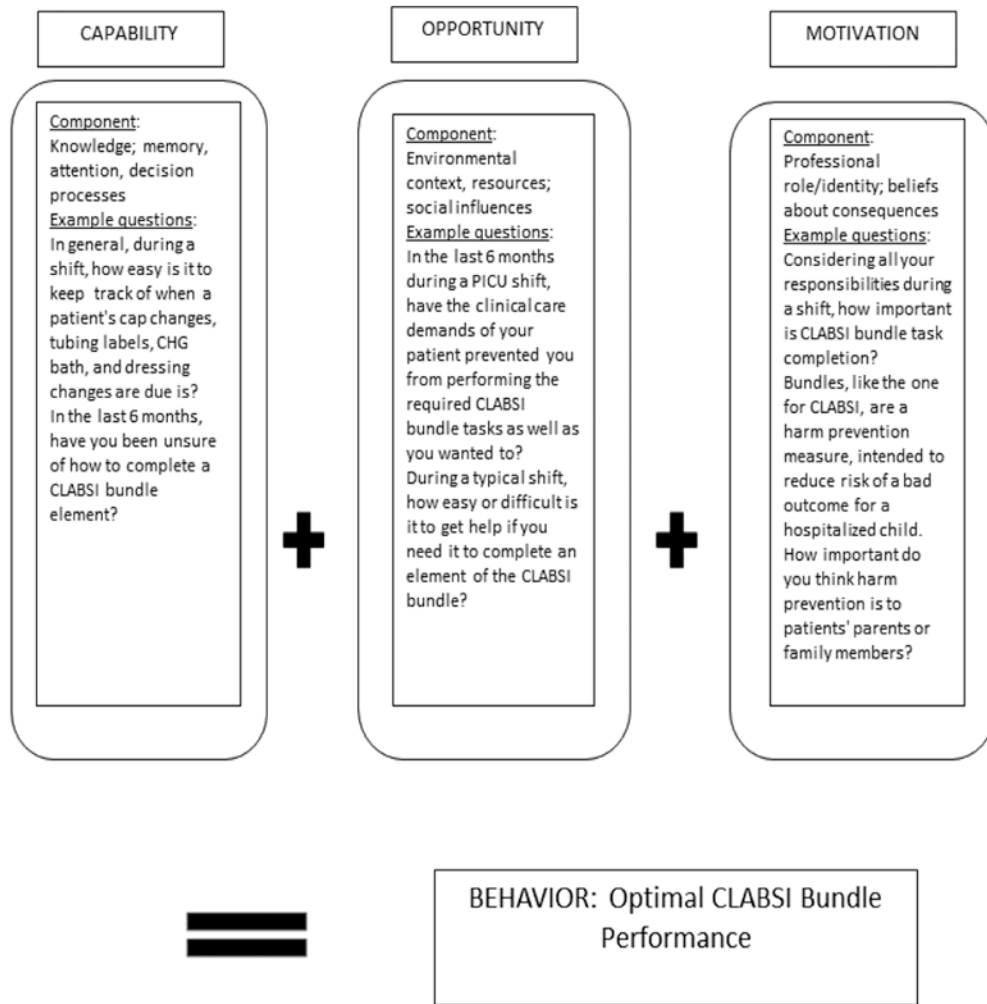 CAPABILITY
Component:
Knowledge; memory,
attention, decision
processes
Example questions:
In general, during a
shift, how easy is it to
keep track of when a
patient's cap changes,
tubing labels, CHG
bath, and dressing
changes are due is?
In the last 6 months,
have you been unsure
of how to complete a
CLABSI bundle
element?
OPPORTUNITY
Component:
Environmental
context, resources;
social influences
Example questions:
In the last 6 months
during a PICU shift,
have the clinical care
demands of your
patient prevented you
from performing the
required CLABSI
bundle tasks as well as
you wanted to?
During a typical shift,
how easy or difficult is
it to get help if you
need it to complete an
element of the CLABSI
bundle?
MOTIVATION
Component:
Professional
role/identity; beliefs
about consequences
Example questions:
Considering all your
responsibilities during
a shift, how important
is CLABSI bundle task
completion?
Bundles, like the one
for CLABSI, are a
harm prevention
measure, intended to
reduce risk of a bad
outcome for a
hospitalized child.
How important do
you think harm
prevention is to
patients' parents or
family members?
BEHAVIOR: Optimal CLABSI Bundle
Performance